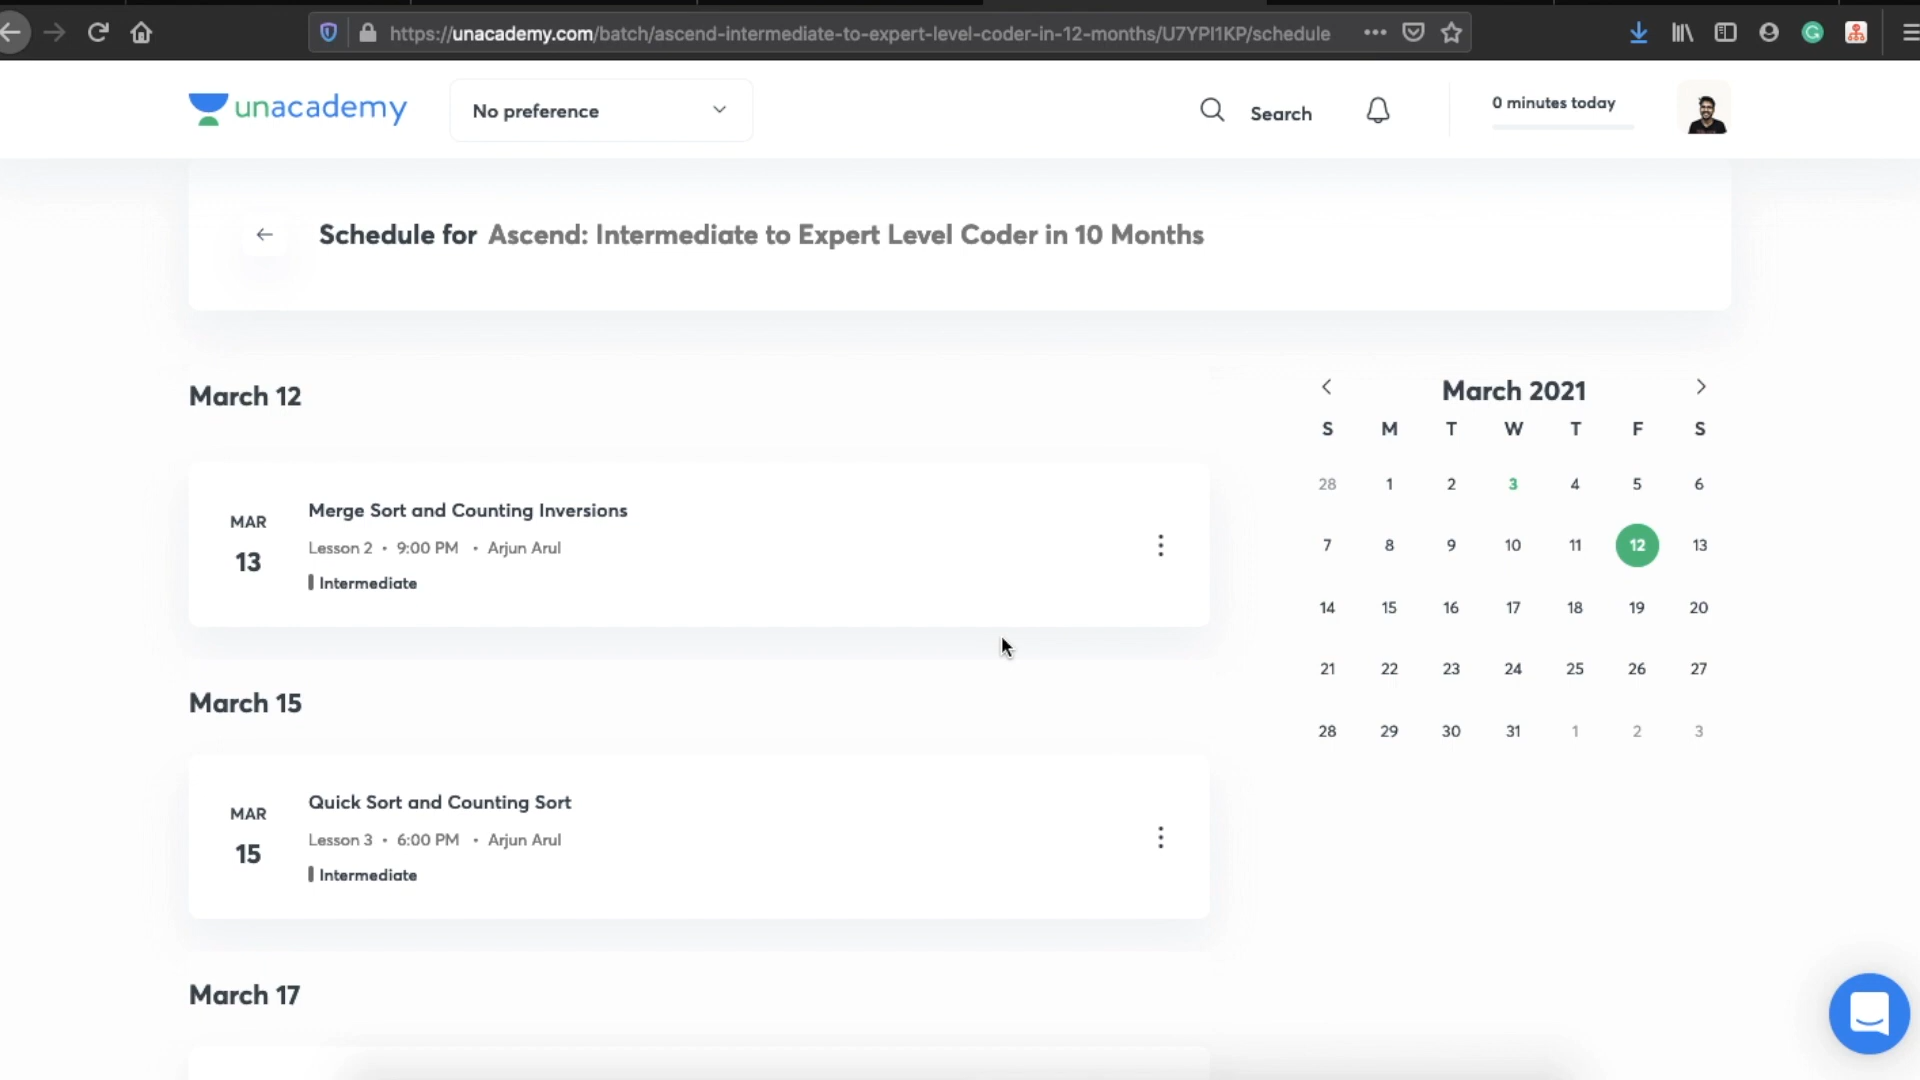 https://unacademy.com/batch/ascend-intermediate-to-expert-level-coder-in-12-months/U7YPI1KP/schedule
unacademy
No preference
Search
0 minutes today
Schedule for Ascend: Intermediate to Expert Level Coder in 10 Months
March 12
MAR
13
Merge Sort and Counting Inversions
Lesson 2 • 9:00 PM • Arjun Arul
Intermediate
March 15
MAR
15
Quick Sort and Counting Sort
Lesson 3 • 6:00 PM • Arjun Arul
Intermediate
March 17
March 2021
S M T W T F S
28 1 2 3 4 5 6
7 8 9 10 11 12 13
14 15 16 17 18 19 20
21 22 23 24 25 26 27
28 29 30 31 1 2 3